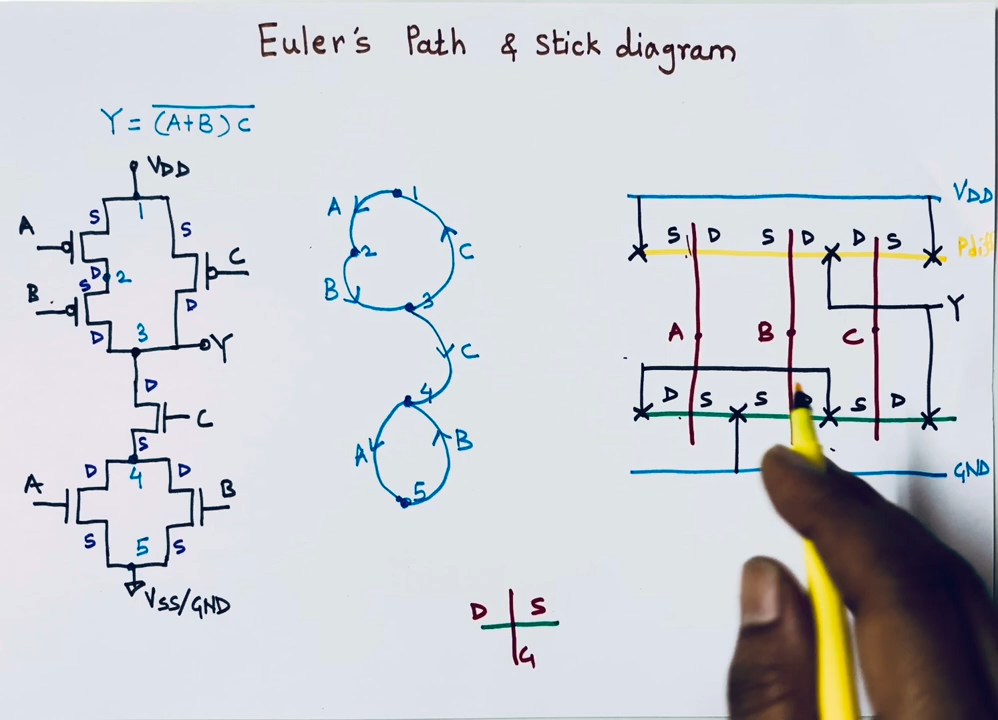 Euler's Path & Stick diagram
Y = (A+B)C
VDD
S 1 S
A
D 2
S
B C
D 3 D
Y
D
C
S
A D 4 D B
S 5 S
VSS/GND
1
A
2
C
B
3
C
4
A B
5
VDD
S D S D D S
Y
A B C
D S S D S D
GND
D S
G